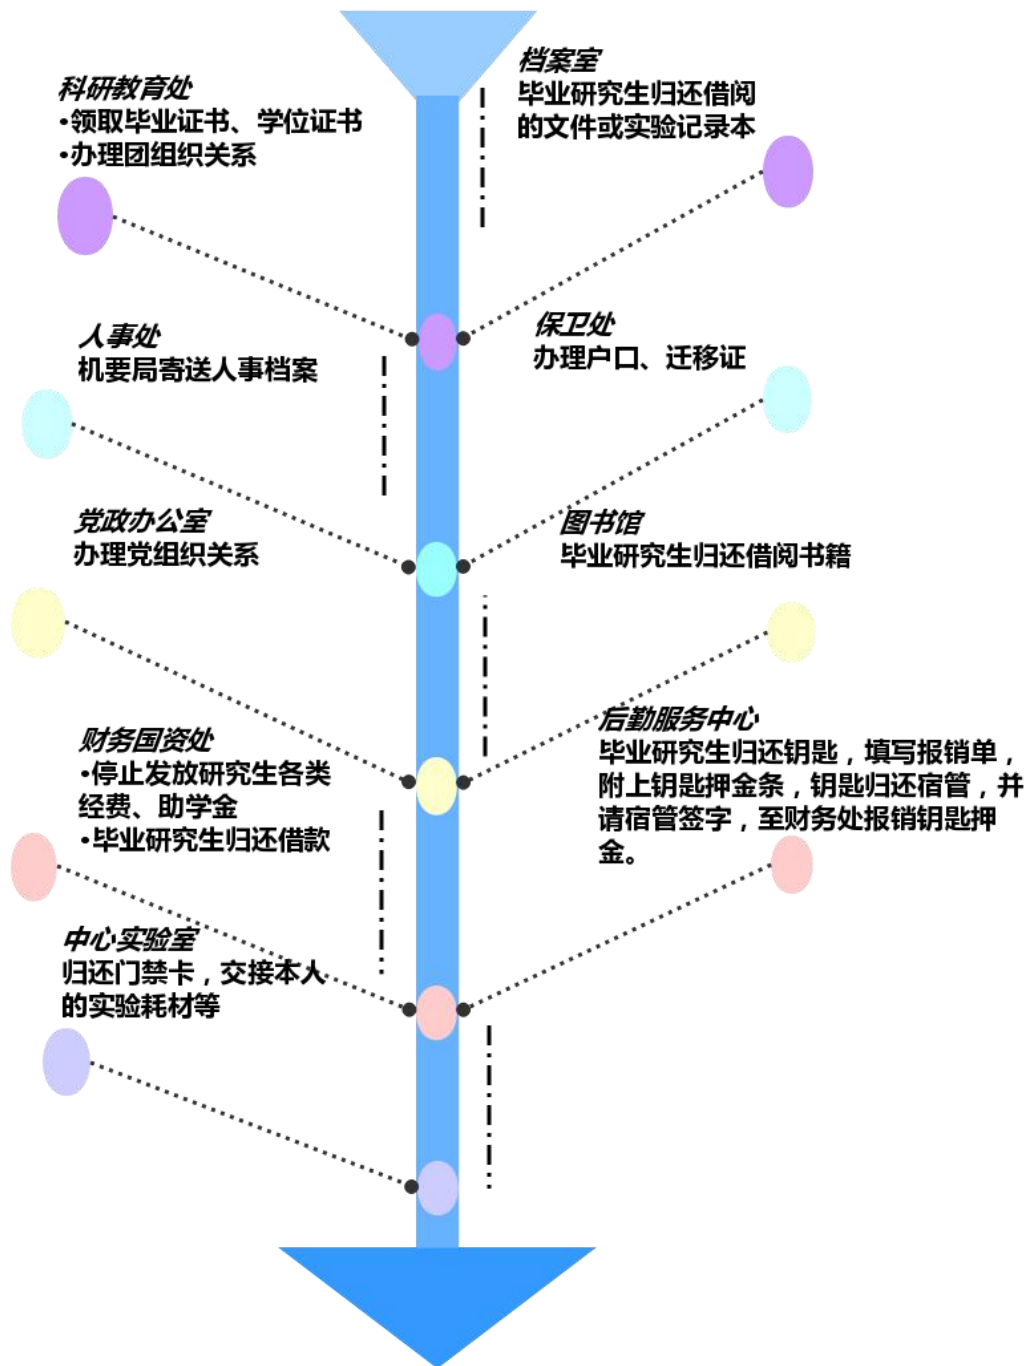 科研教育处
•领取毕业证书、学位证书
•办理团组织关系
档案室
毕业研究生归还借阅
的文件或实验记录本
人事处
机要局寄送人事档案
保卫处
办理户口、迁移证
党政办公室
办理党组织关系
图书馆
毕业研究生归还借阅书籍
财务国资处
•停止发放研究生各类
经费、助学金
•毕业研究生归还借款
后勤服务中心
毕业研究生归还钥匙，填写报销单，
附上钥匙押金条，钥匙归还宿管，并
请宿管签字，至财务处报销钥匙押
金。
中心实验室
归还门禁卡，交接本人
的实验耗材等